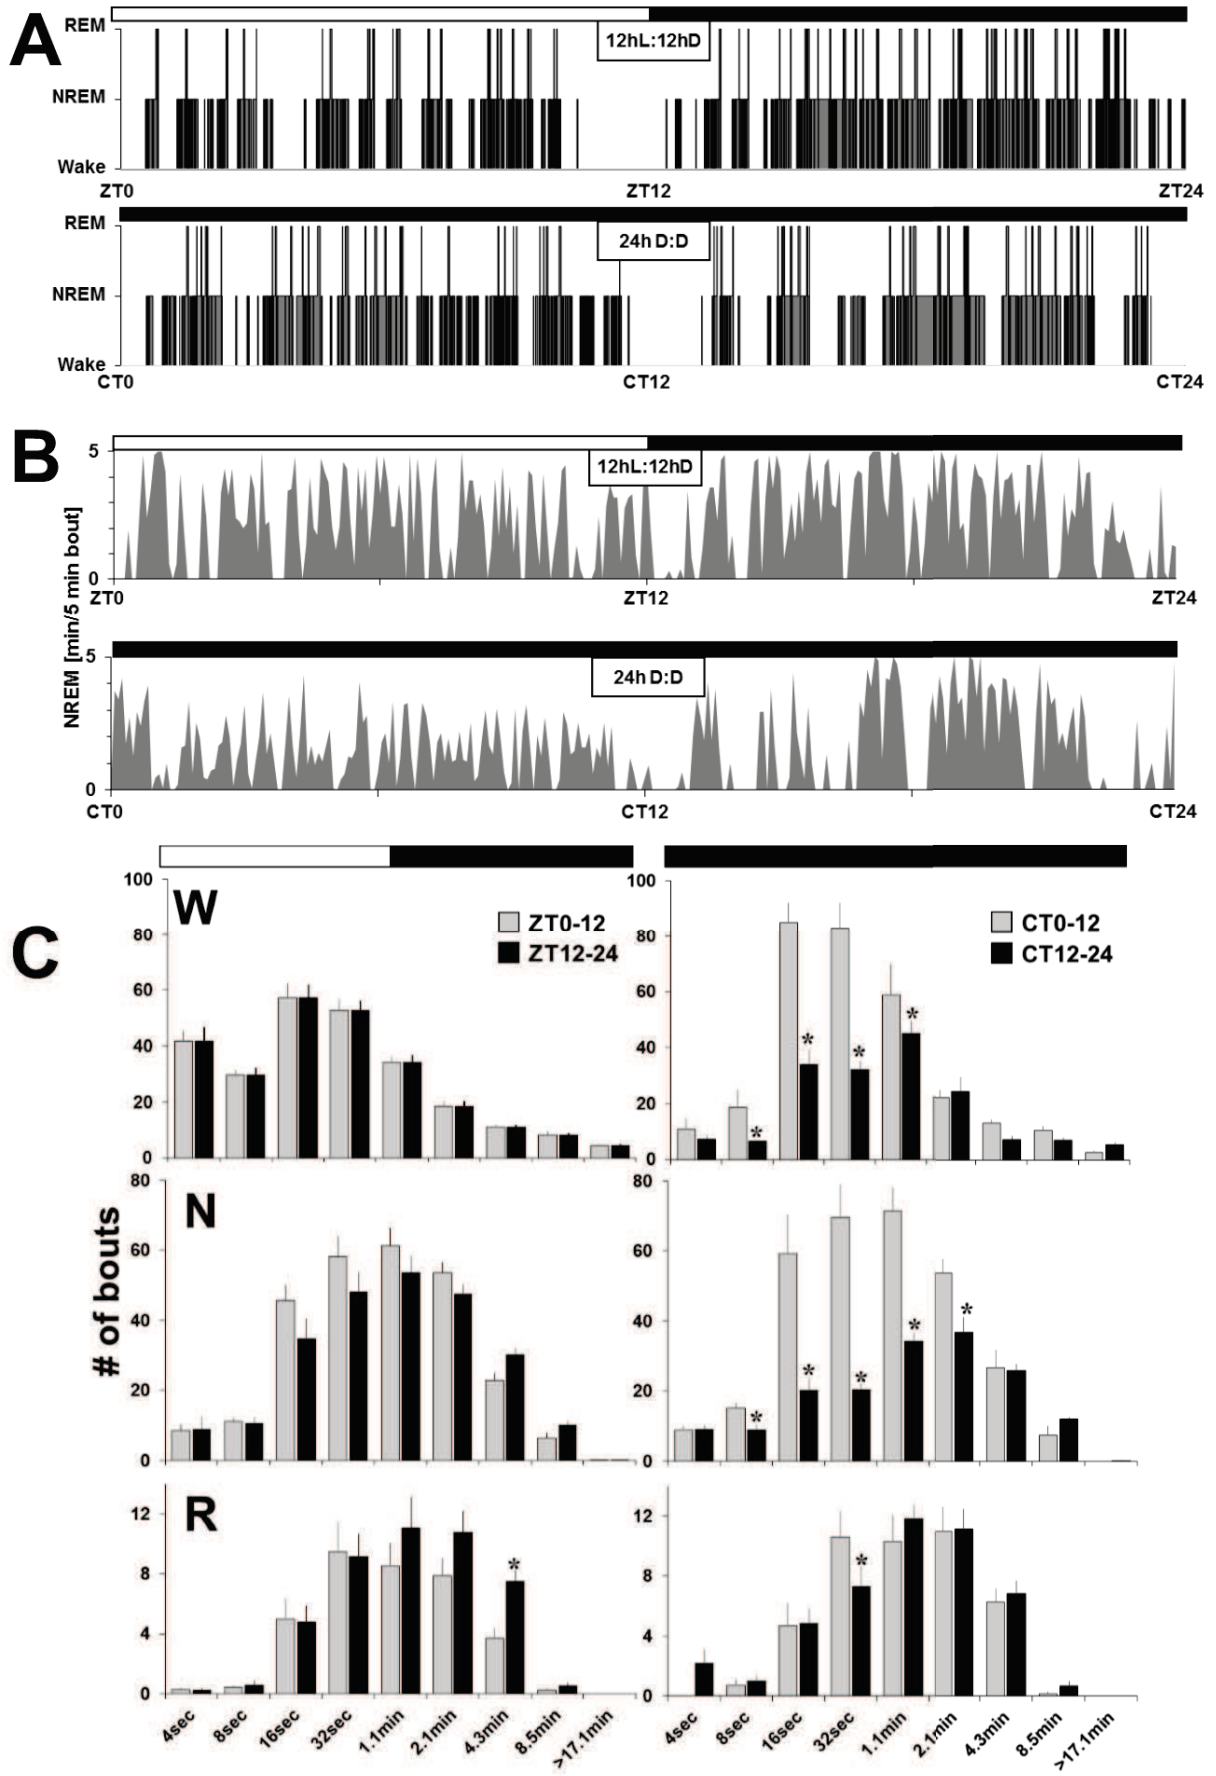 A
REM
12hL:12hD
NREM
Wake
ZT0 ZT12 ZT24
REM
24h D:D
NREM
Wake
CT0 CT12 CT24
B
NREM [min/5 min bout]
5
12hL:12hD
0
ZT0 ZT12 ZT24
5
24h D:D
0
CT0 CT12 CT24
C
# of bouts
W
100
80
60
40
20
0
ZT0-12
ZT12-24
100
80
60
40
20
0
CT0-12
CT12-24
* * * *
N
80
60
40
20
0
80
60
40
20
0
* * * * *
R
12
8
4
0
*
12
8
4
0
*
4sec 8sec 16sec 32sec 1.1min 2.1min 4.3min 8.5min >17.1min
4sec 8sec 16sec 32sec 1.1min 2.1min 4.3min 8.5min >17.1min